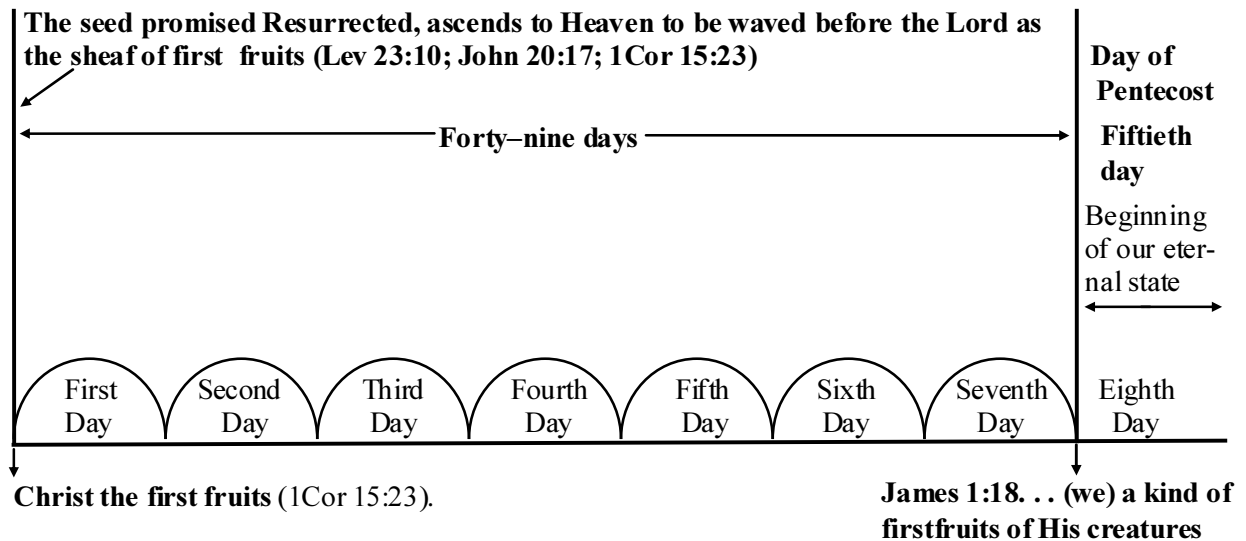 The seed promised Resurrected, ascends to Heaven to be waved before the Lord as
the sheaf of first fruits (Lev 23:10; John 20:17; 1Cor 15:23)
Day of
Pentecost
Forty–nine days
Fiftieth
day
Beginning
of our eter-
nal state
First
Day
Second
Day
Third
Day
Fourth
Day
Fifth
Day
Sixth
Day
Seventh
Day
Eighth
Day
Christ the first fruits (1Cor 15:23).
James 1:18. . . (we) a kind of
firstfruits of His creatures